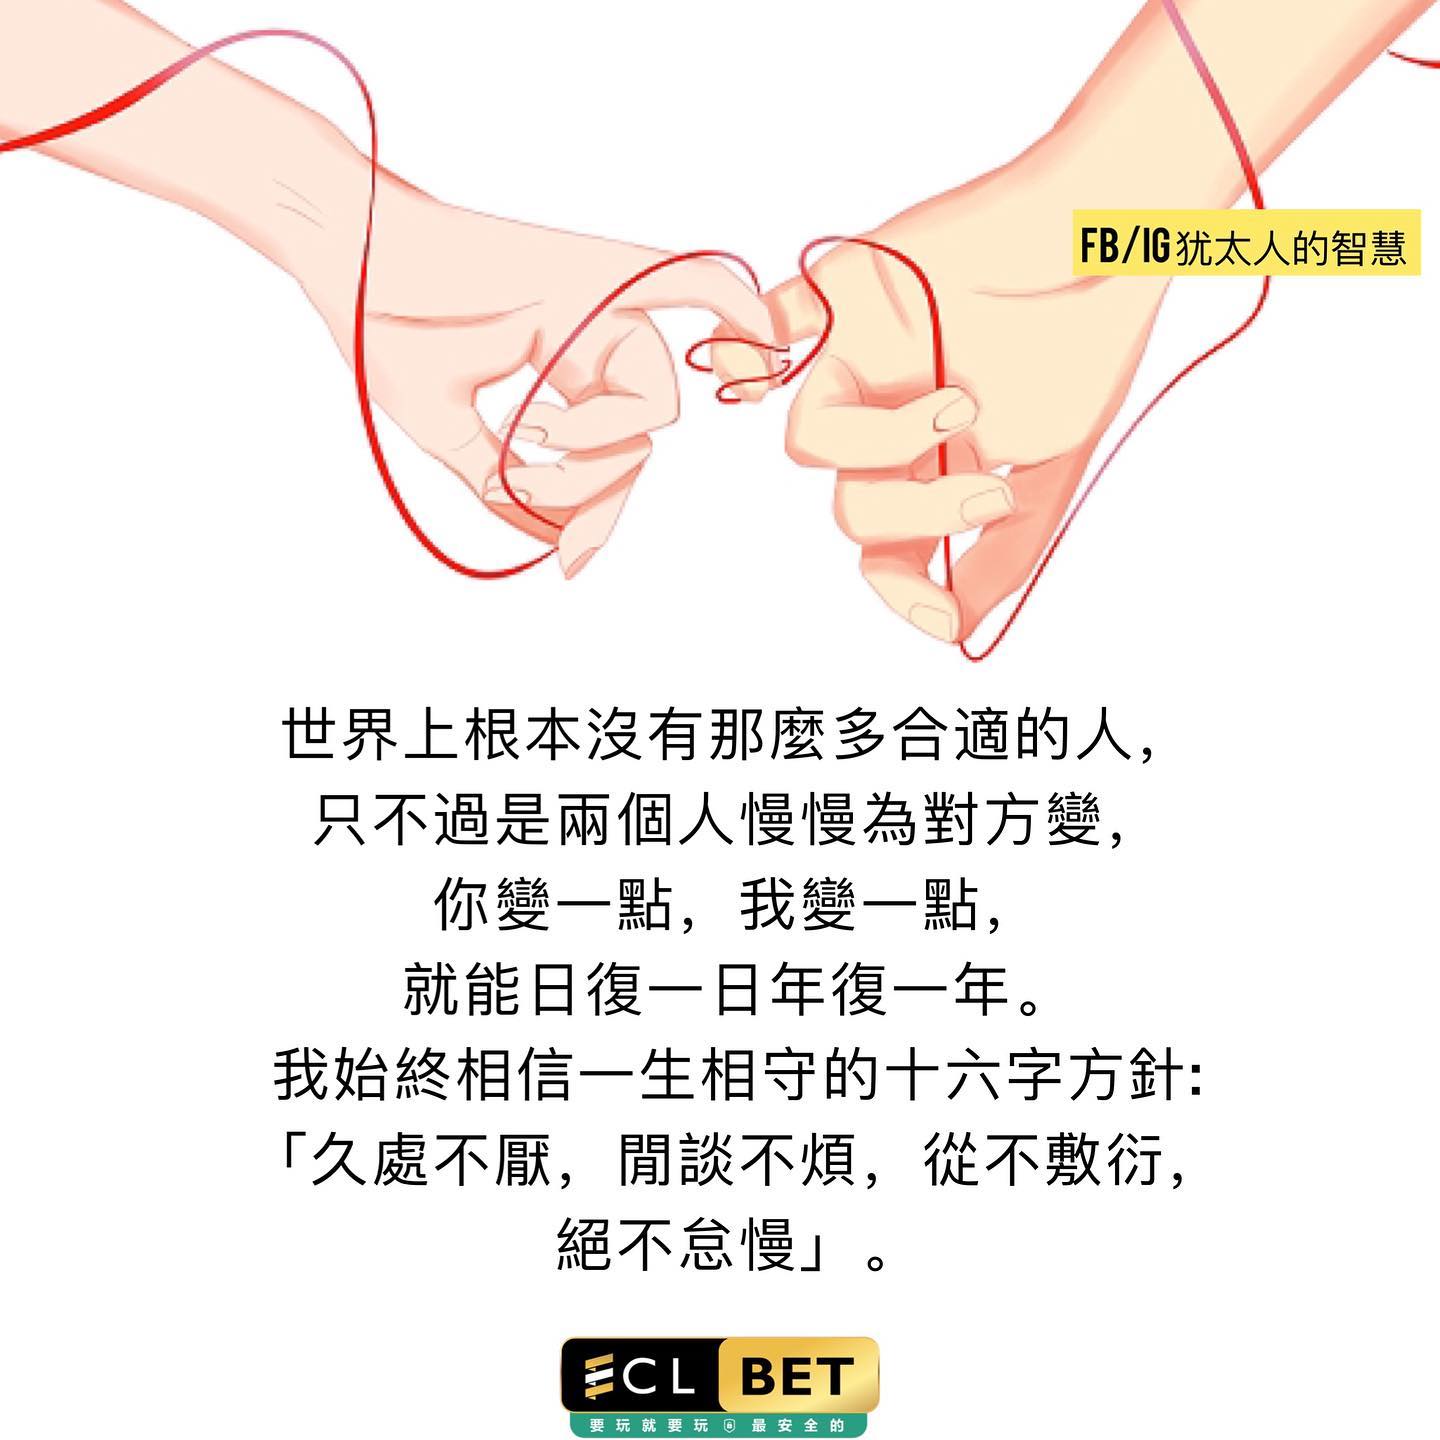 FB/IG犹太人的智慧
世界上根本沒有那麼多合適的人，
只不過是兩個人慢慢為對方變，
你變一點，我變一點，
就能日復一日年復一年。
我始終相信一生相守的十六字方針:
「久處不厭，閒談不煩，從不敷衍，
絕不怠慢」。
ECLBET
要玩就要玩最安全的